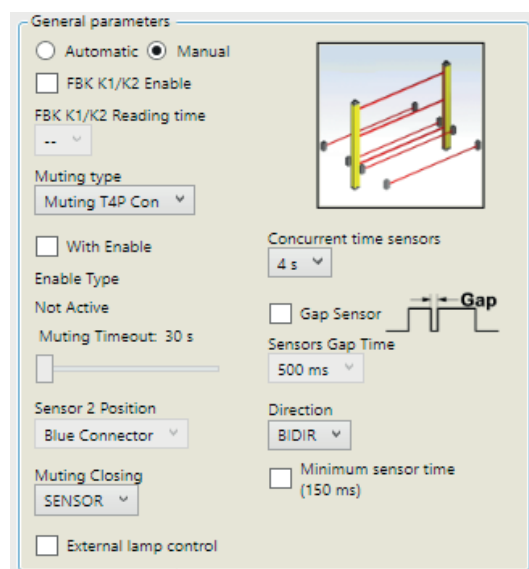 General parameters
Automatic Manual
FBK K1/K2 Enable
FBK K1/K2 Reading time
--
Muting type
Muting T4P Con
With Enable
Concurrent time sensors
4 s
Enable Type
Not Active
Gap Sensor
Gap
Muting Timeout: 30 s
Sensors Gap Time
500 ms
Sensor 2 Position
Blue Connector
Direction
BIDIR
Muting Closing
SENSOR
Minimum sensor time
(150 ms)
External lamp control